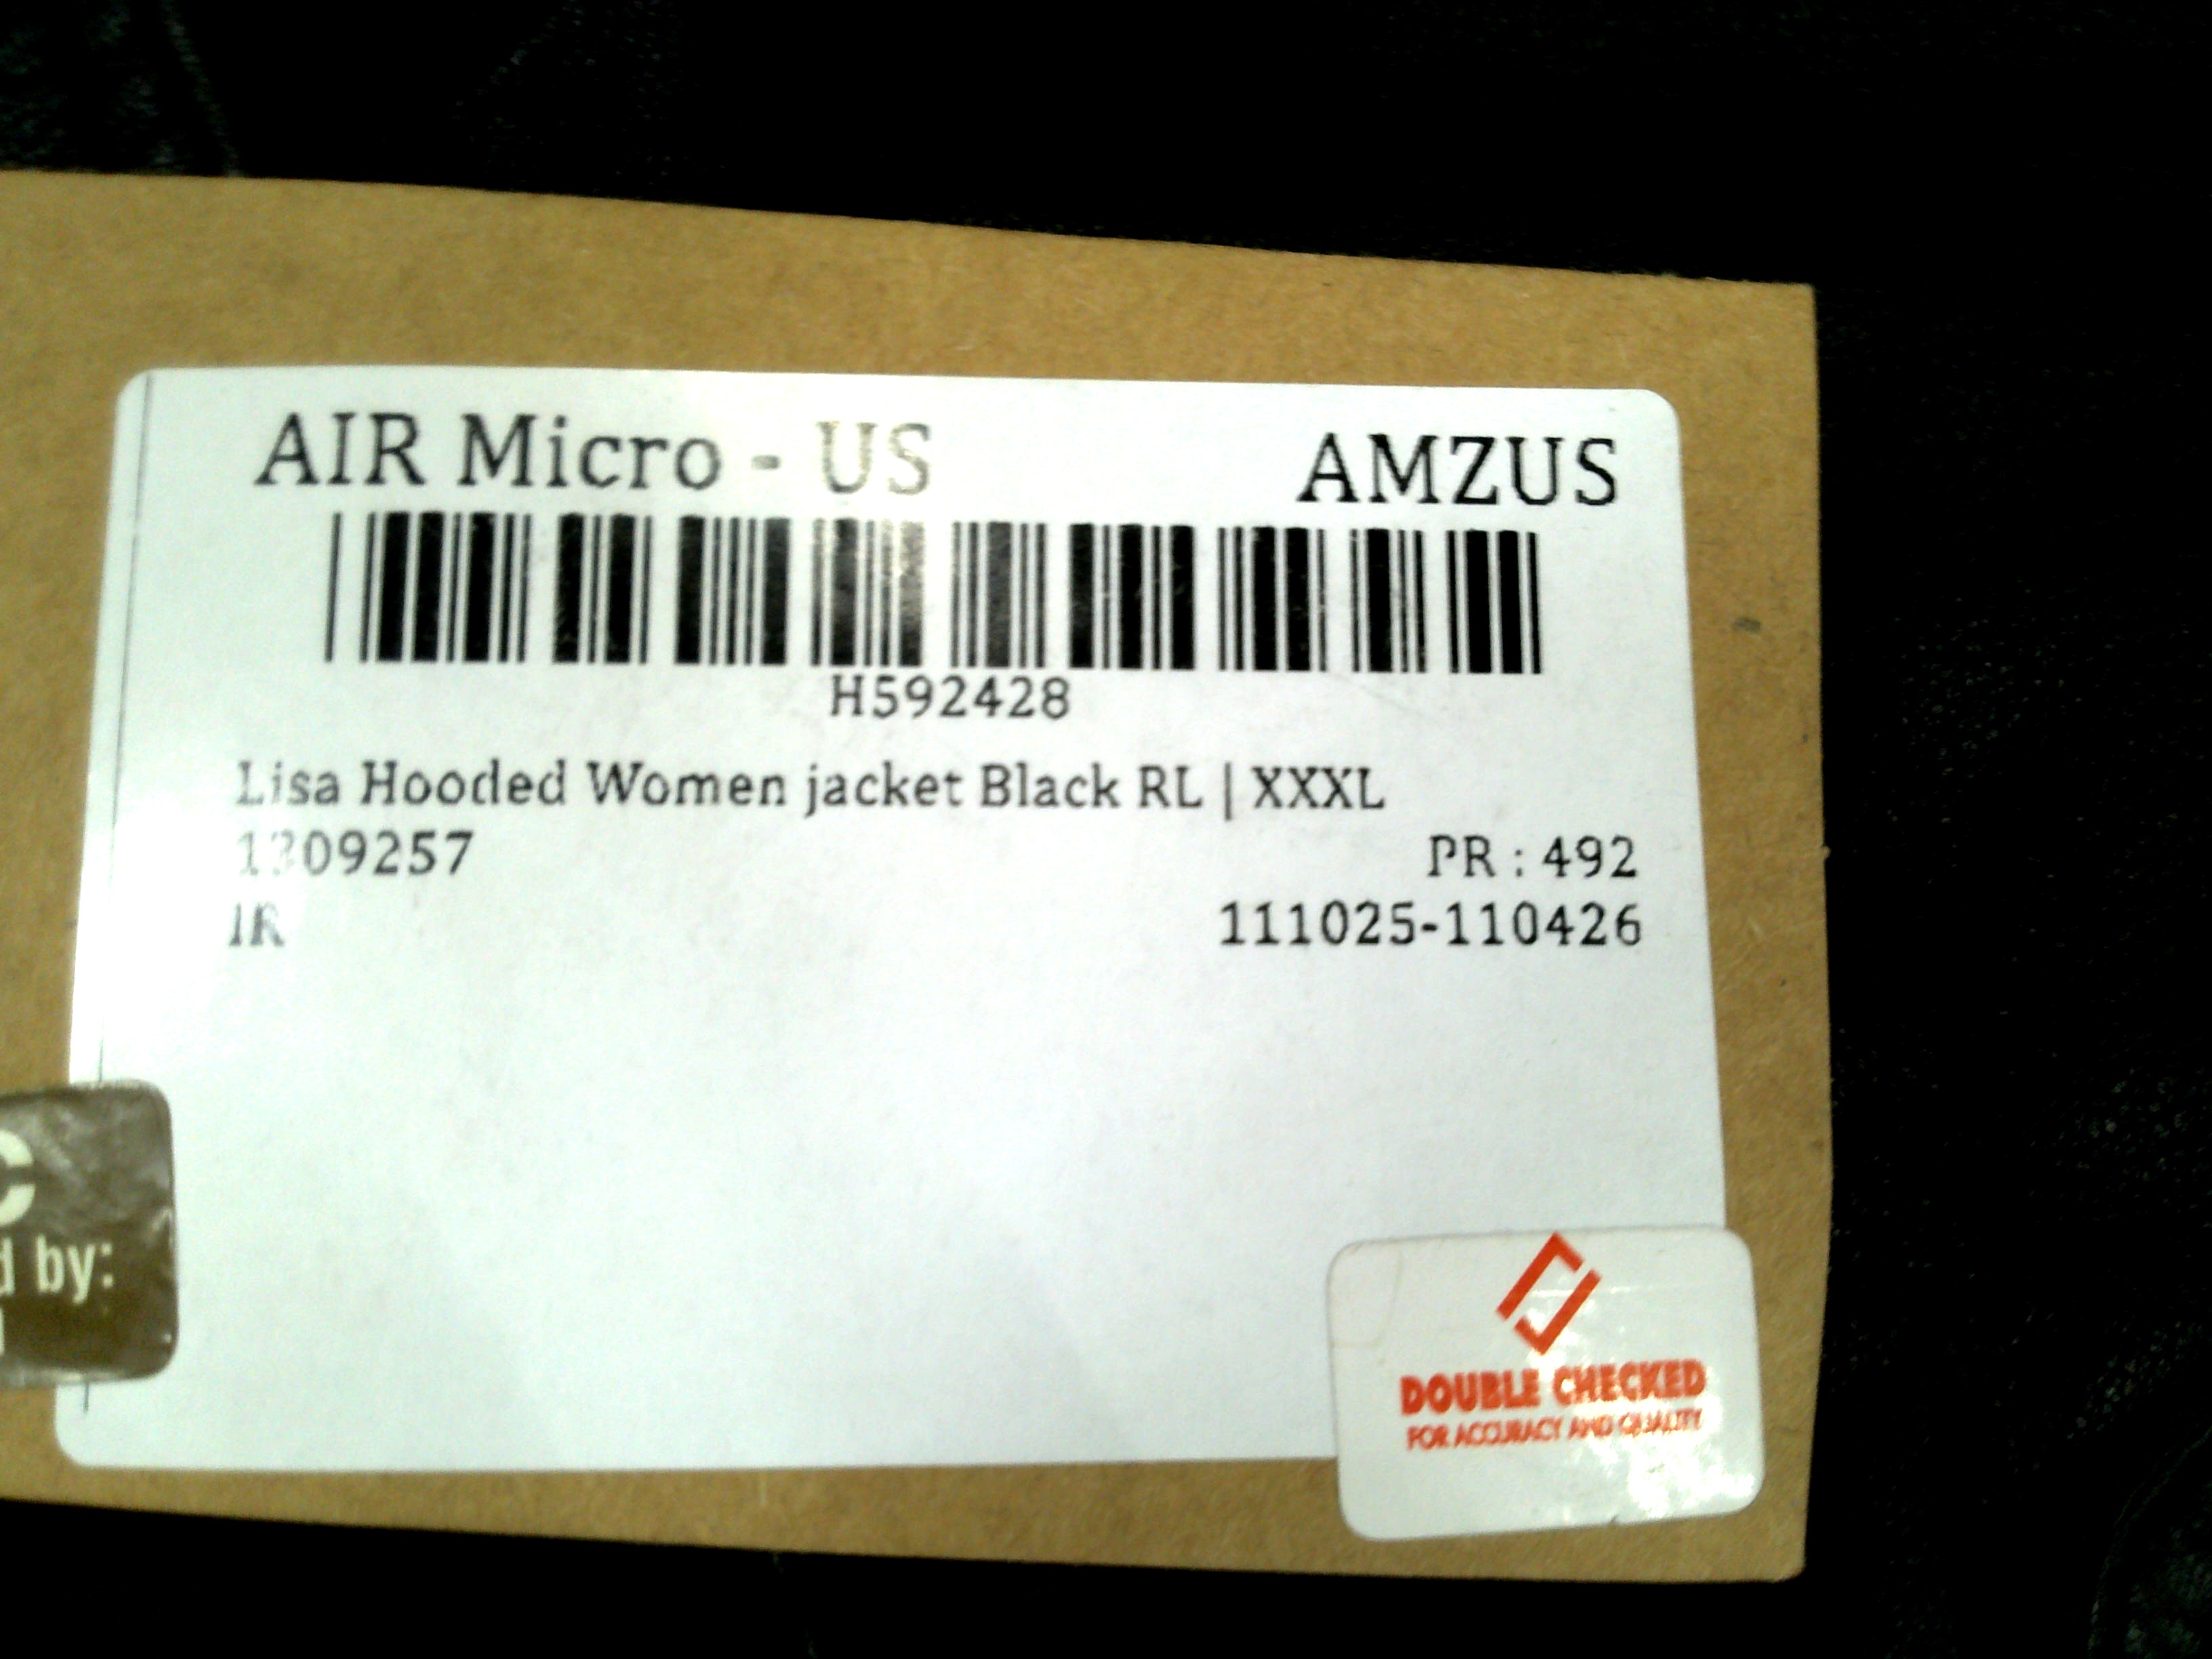 AIR Micro - US AMZUS
H592428
Lisa Hooded Women jacket Black RL | XXXL
PR : 492
IR 111025-110426
by:
DOUBLE CHECKED
FOR ACCURACY AND QUALITY